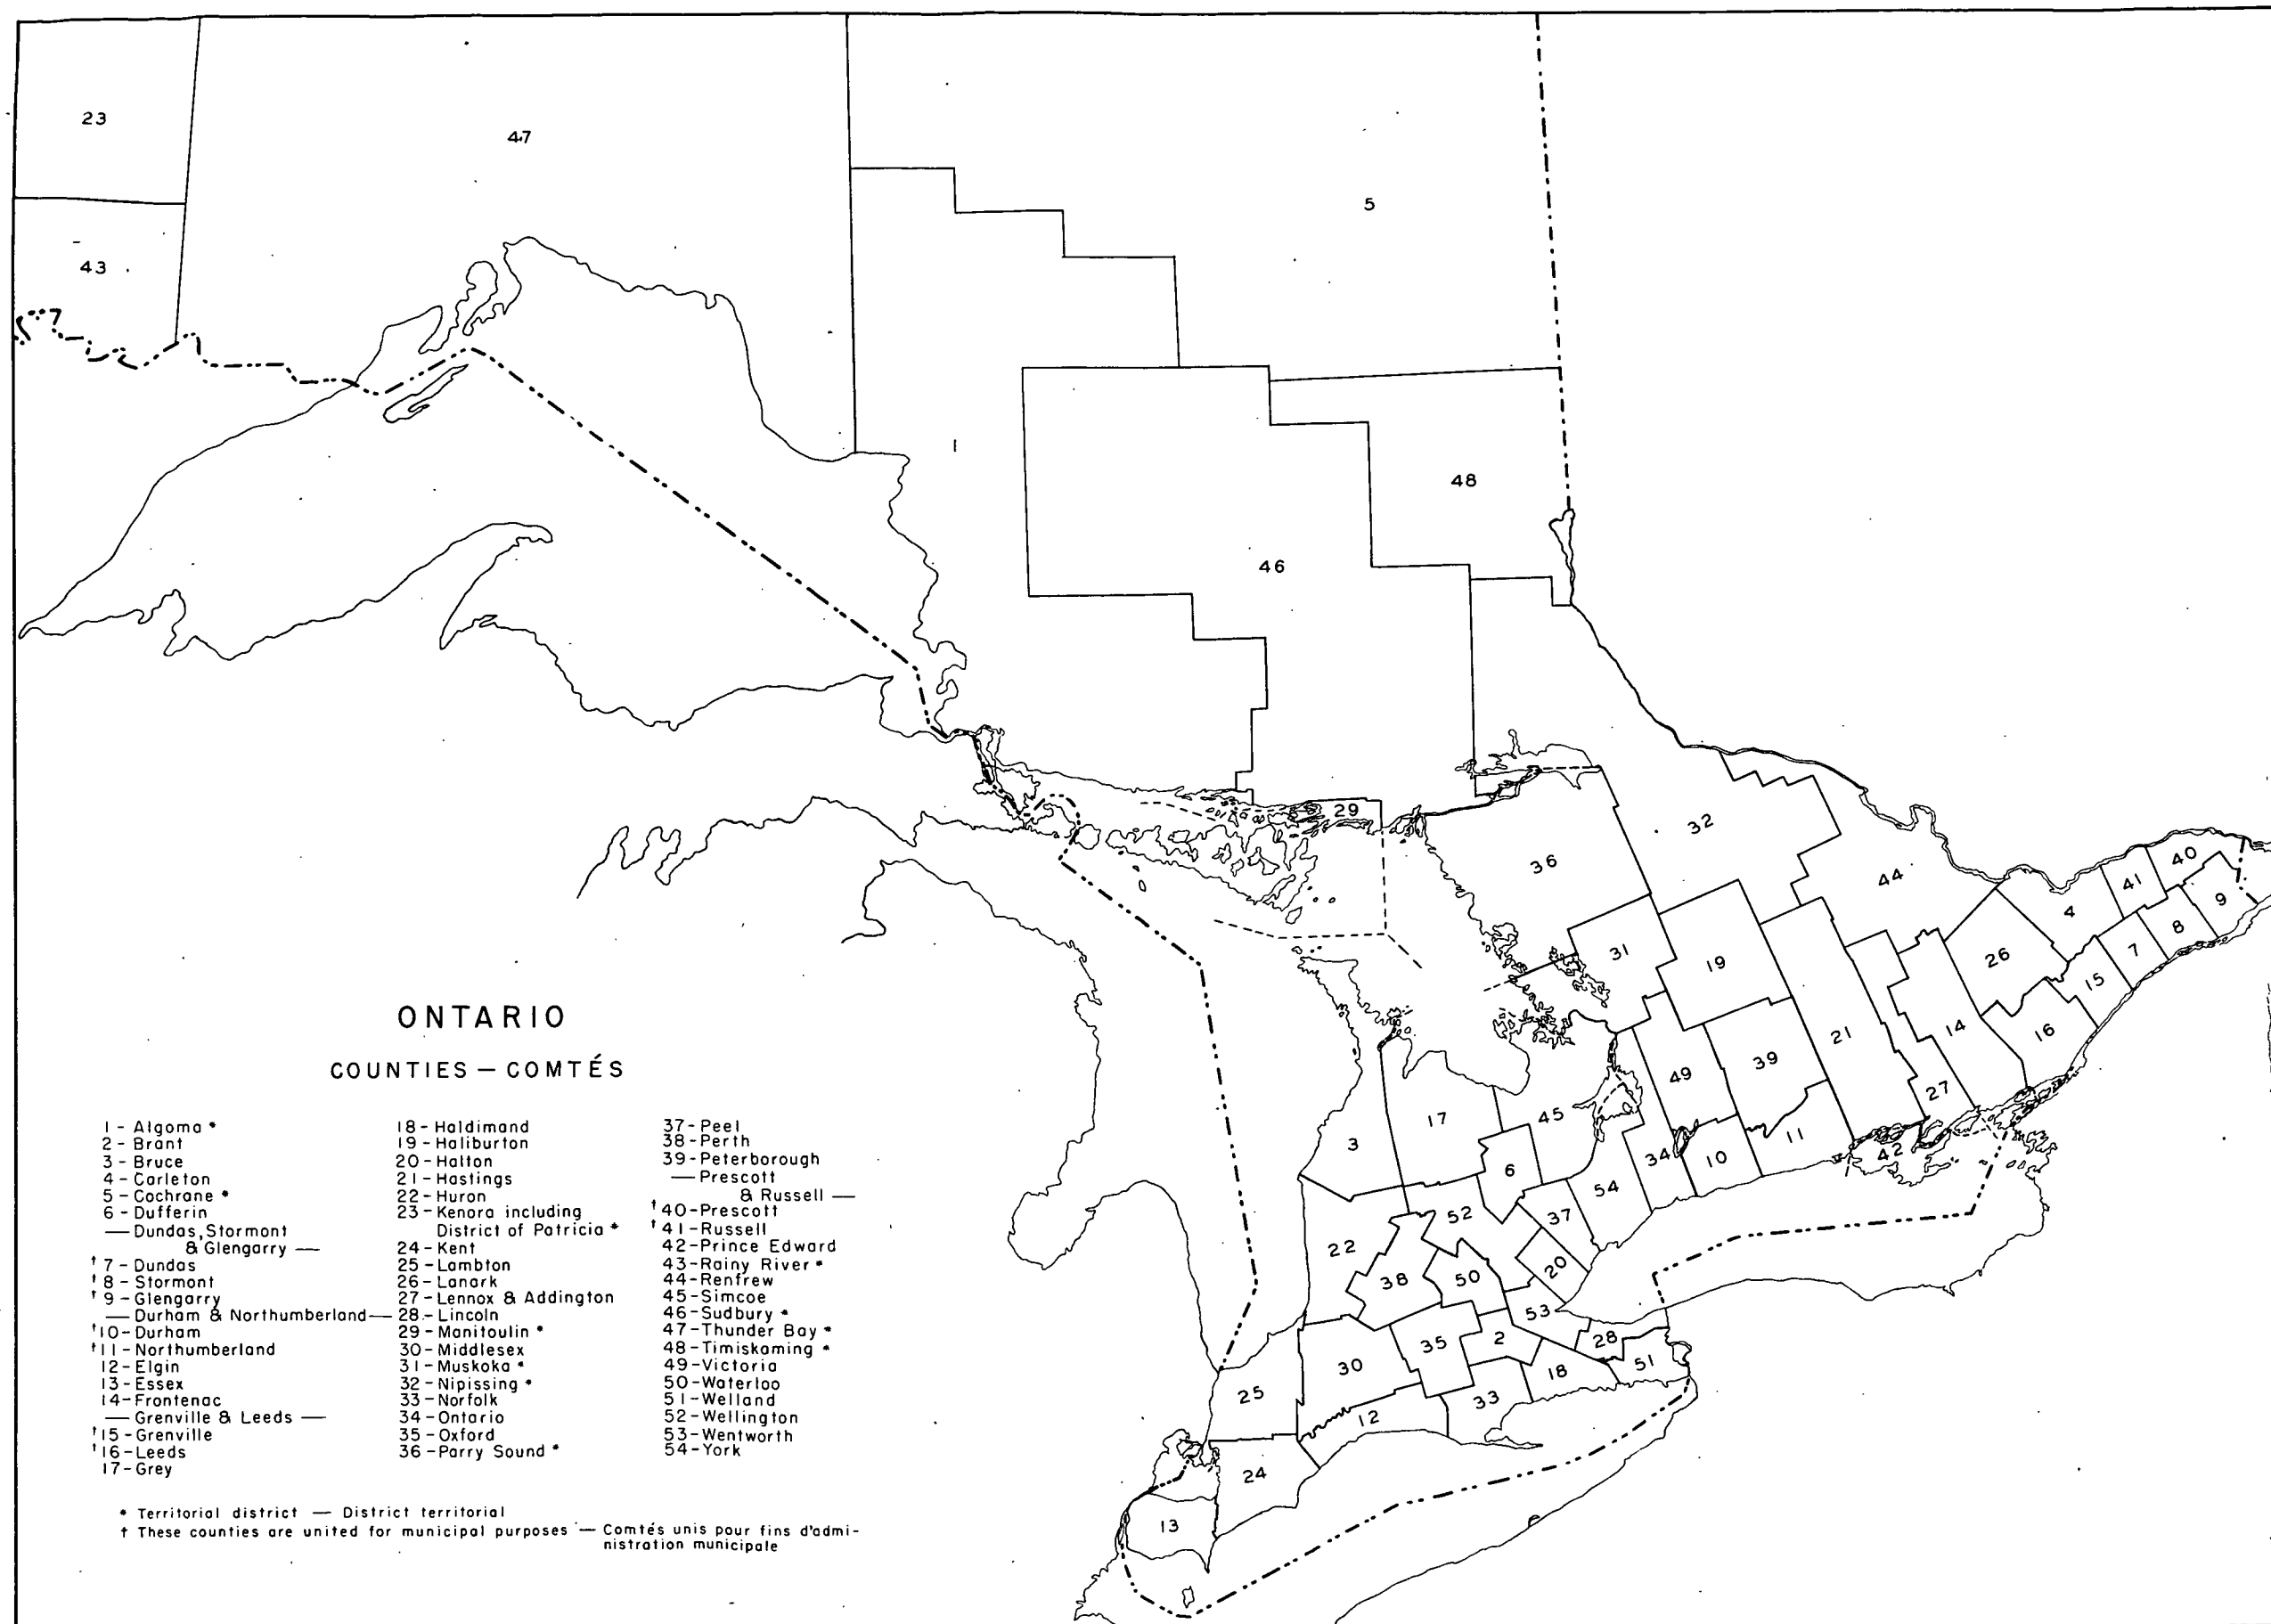 23
47
5
43
1
48
46
29
32
36
40
41
44
9
4
8
31
7
19
26
15
14
16
21
39
49
27
45
17
11
3
34
42
10
6
54
52
37
22
20
38
50
53
2
28
35
51
30
18
25
33
12
24
13
ONTARIO
COUNTIES — COMTÉS
1 - Algoma *
2 - Brant
3 - Bruce
4 - Carleton
5 - Cochrane *
6 - Dufferin
— Dundas, Stormont
& Glengarry —
† 7 - Dundas
† 8 - Stormont
† 9 - Glengarry
— Durham & Northumberland —
† 10 - Durham
† 11 - Northumberland
12 - Elgin
13 - Essex
14 - Frontenac
— Grenville & Leeds —
† 15 - Grenville
† 16 - Leeds
17 - Grey
18 - Haldimand
19 - Haliburton
20 - Halton
21 - Hastings
22 - Huron
23 - Kenora including
District of Patricia *
24 - Kent
25 - Lambton
26 - Lanark
27 - Lennox & Addington
28 - Lincoln
29 - Manitoulin *
30 - Middlesex
31 - Muskoka *
32 - Nipissing *
33 - Norfolk
34 - Ontario
35 - Oxford
36 - Parry Sound *
37 - Peel
38 - Perth
39 - Peterborough
— Prescott
& Russell —
† 40 - Prescott
† 41 - Russell
42 - Prince Edward
43 - Rainy River *
44 - Renfrew
45 - Simcoe
46 - Sudbury *
47 - Thunder Bay *
48 - Timiskaming *
49 - Victoria
50 - Waterloo
51 - Welland
52 - Wellington
53 - Wentworth
54 - York
* Territorial district — District territorial
† These counties are united for municipal purposes — Comtés unis pour fins d'admi-
nistration municipale